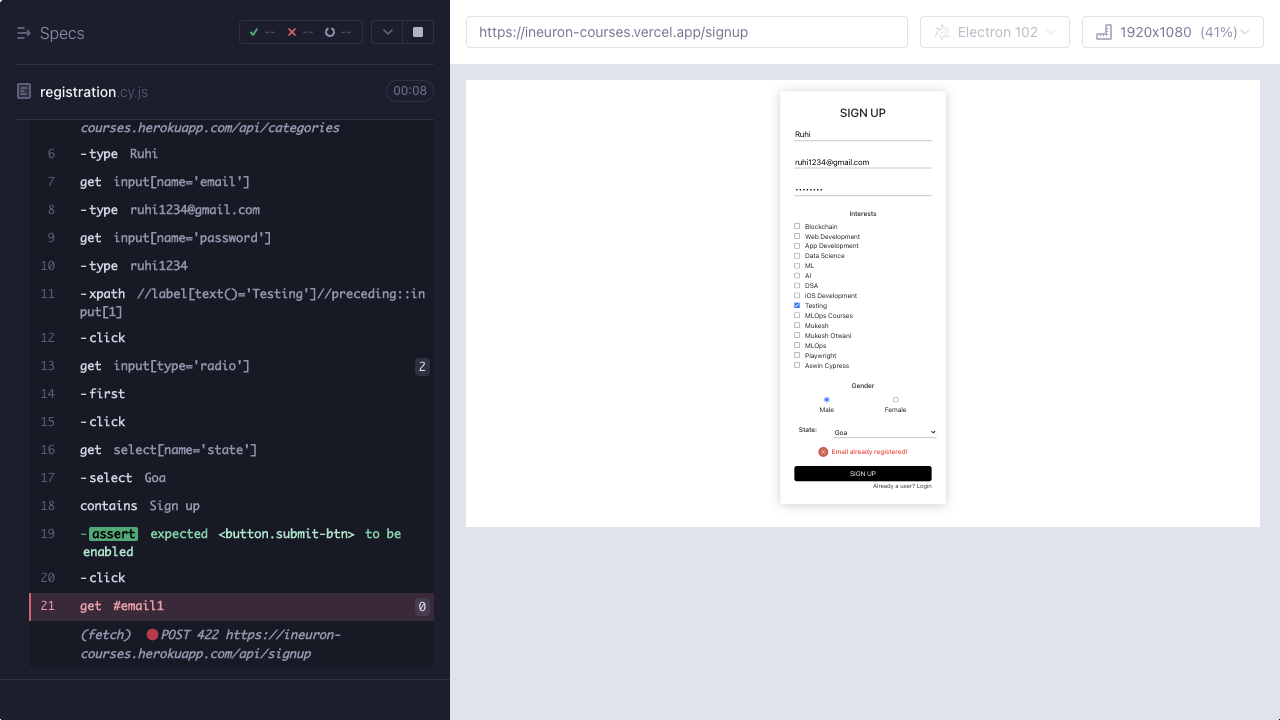 Specs
-- -- --
registration.cy.js
00:08
courses.herokuapp.com/api/categories
6 -type Ruhi
7 get input[name='email']
8 -type ruhi1234@gmail.com
9 get input[name='password']
10 -type ruhi1234
11 -xpath //label[text()='Testing']//preceding::in
put[1]
12 -click
13 get input[type='radio'] 2
14 -first
15 -click
16 get select[name='state']
17 -select Goa
18 contains Sign up
19 -assert expected <button.submit-btn> to be
enabled
20 -click
21 get #email1 0
(fetch) POST 422 https://ineuron-
courses.herokuapp.com/api/signup
https://ineuron-courses.vercel.app/signup
Electron 102
1920x1080 (41%)
SIGN UP
Ruhi
ruhi1234@gmail.com
••••••••
Interests
Blockchain
Web Development
App Development
Data Science
ML
AI
DSA
iOS Development
Testing
MLOps Courses
Mukesh
Mukesh Otwani
MLOps
Playwright
Aswin Cypress
Gender
Male Female
State: Goa
Email already registered!
SIGN UP
Already a user? Login